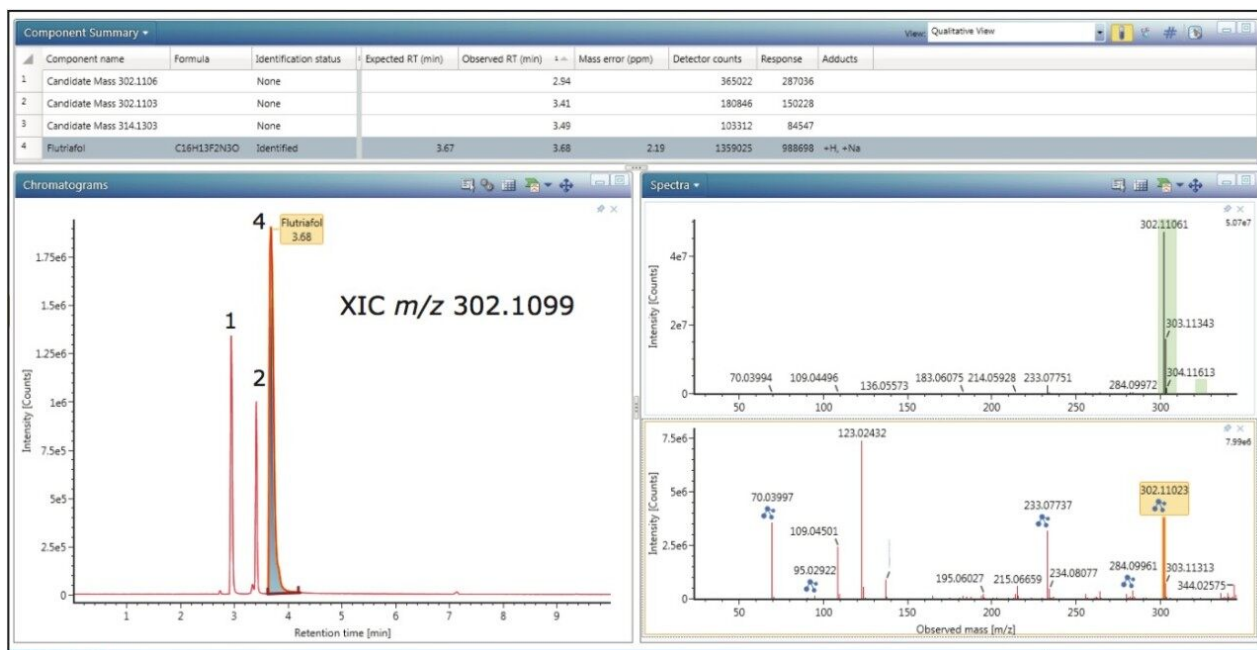 Component Summary
View: Qualitative View
Component name Formula Identification status Expected RT (min) Observed RT (min) 1 Mass error (ppm) Detector counts Response Adducts
1 Candidate Mass 302.1106 None 2.94 365022 287036
2 Candidate Mass 302.1103 None 3.41 180846 150228
3 Candidate Mass 314.1303 None 3.49 103312 84547
4 Flutriafol C16H13F2N3O Identified 3.67 3.68 2.19 1359025 988698 +H, +Na
Chromatograms
4
Flutriafol
3.68
1
2
XIC m/z 302.1099
Intensity [Counts]
1.75e6
1.5e6
1.25e6
1e6
7.5e5
5e5
2.5e5
0
1 2 3 4 5 6 7 8 9
Retention time [min]
Spectra
5.07e7
302.11061
303.11343
304.11613
70.03994 109.04496 136.05573 183.06075 214.05928 233.07751 284.09972
Intensity [Counts]
4e7
2e7
0
50 100 150 200 250 300
7.99e6
123.02432
302.11023
70.03997
233.07737
109.04501
95.02922
195.06027 215.06659 234.08077 284.09961 303.11313 344.02575
Intensity [Counts]
7.5e6
5e6
2.5e6
0
50 100 150 200 250 300
Observed mass [m/z]